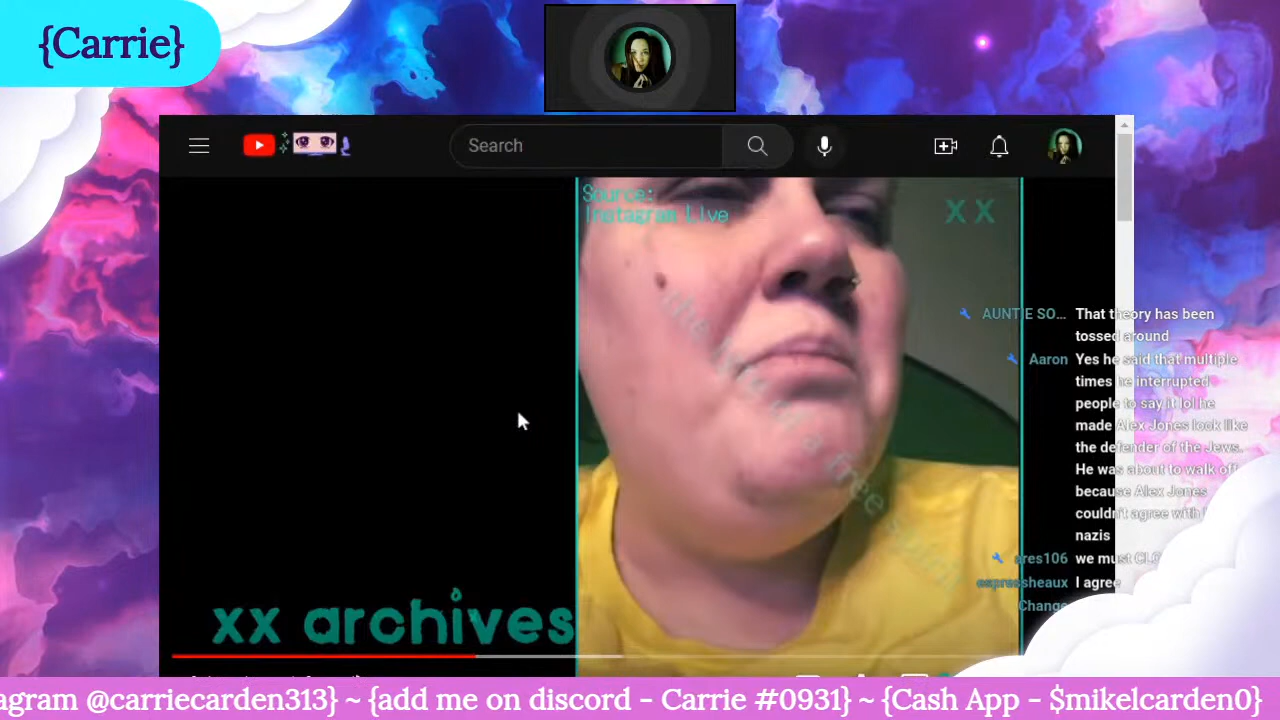 {Carrie}
Search
Source:
Instagram Live
XX
AUNTIE SO... That theory has been
tossed around
Aaron Yes he said that multiple
times he interrupted
people to say it lol he
made Alex Jones look like
the defender of the Jews.
He was about to walk off
because Alex Jones
couldn't agree with
nazis
ares106 we must
espressheaux I agree
Change
xx archives
agram @carriecarden313} ~ {add me on discord - Carrie #0931} ~ {Cash App - $mikelcarden0}